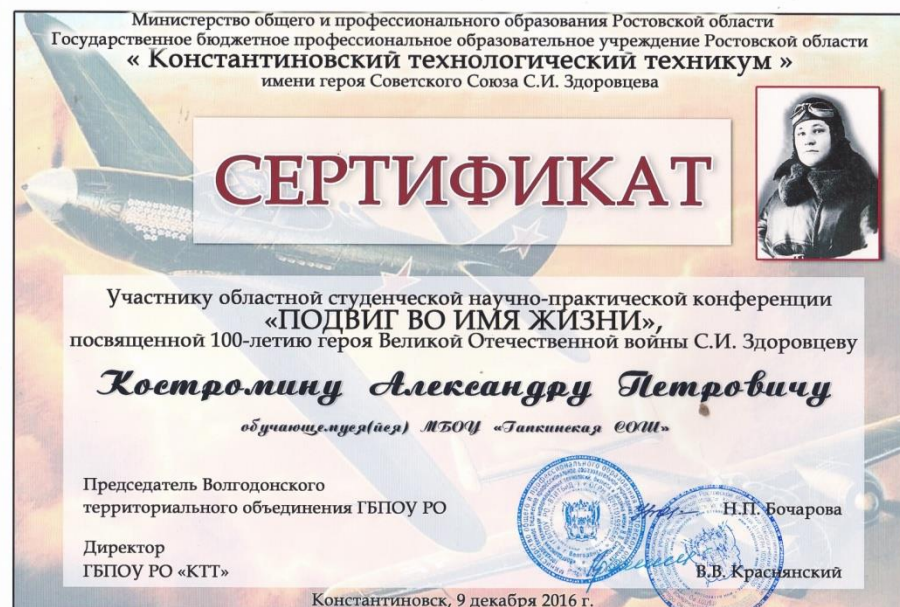 Министерство общего и профессионального образования Ростовской области
Государственное бюджетное профессиональное образовательное учреждение Ростовской области
« Константиновский технологический техникум »
имени героя Советского Союза С.И. Здоровцева
СЕРТИФИКАТ
Участнику областной студенческой научно-практической конференции
«ПОДВИГ ВО ИМЯ ЖИЗНИ»,
посвященной 100-летию героя Великой Отечественной войны С.И. Здоровцеву
Костромину Александру Петровичу
обучающемуся(йся) МБОУ «Гапкинская СОШ»
Председатель Волгодонского
территориального объединения ГБПОУ РО
Н.П. Бочарова
Директор
ГБПОУ РО «КТТ»
В.В. Краснянский
Константиновск, 9 декабря 2016 г.